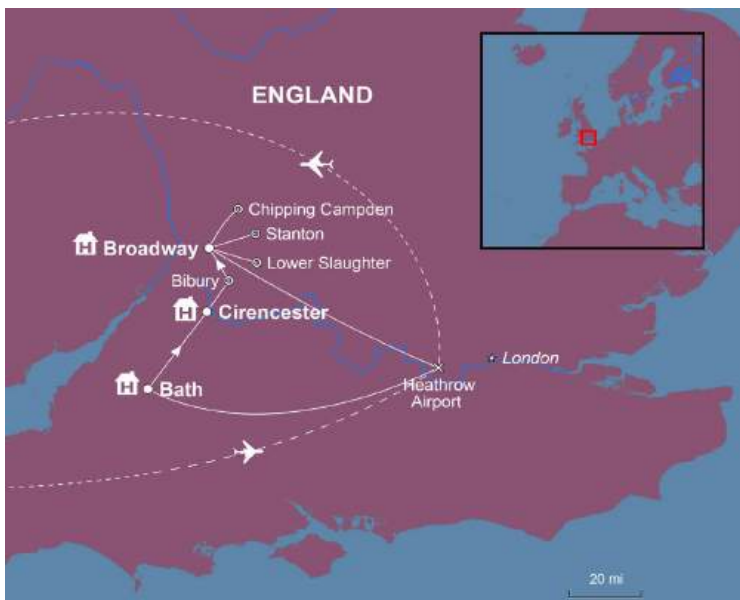 ENGLAND
Chipping Campden
Stanton
H Broadway
Lower Slaughter
Bibury
H Cirencester
London
H Bath
Heathrow
Airport
20 mi